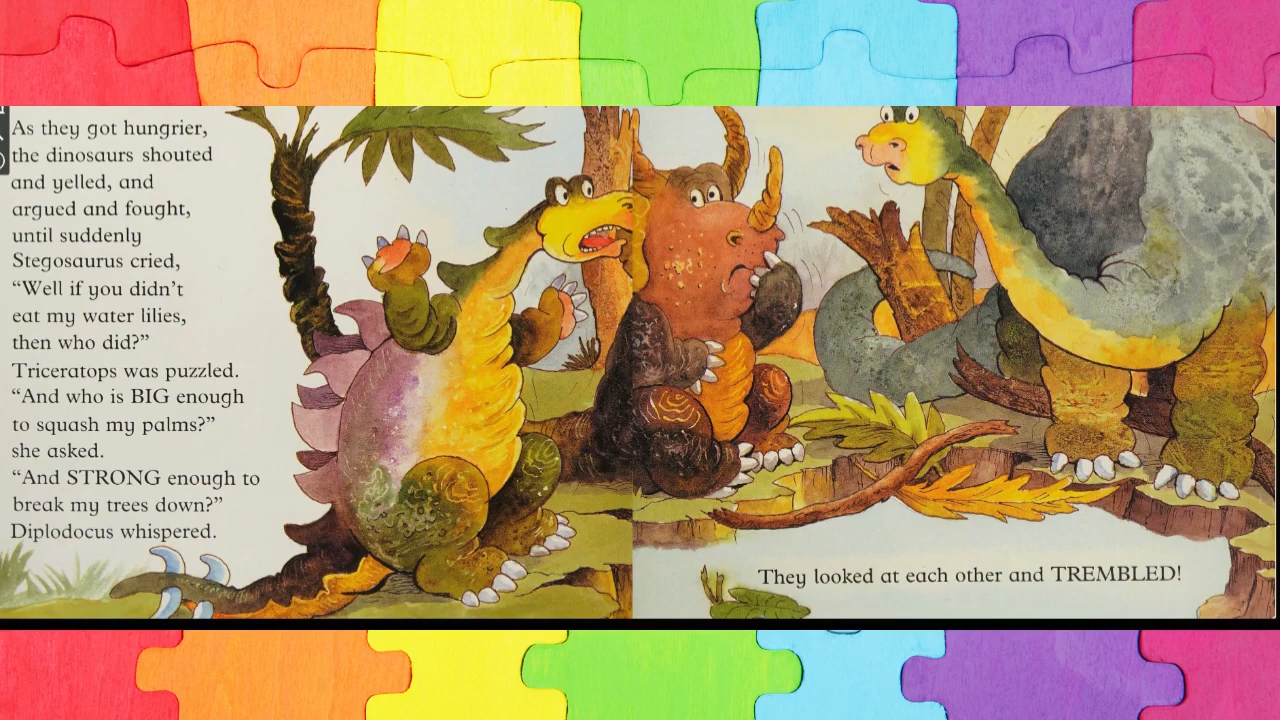 As they got hungrier,
the dinosaurs shouted
and yelled, and
argued and fought,
until suddenly
Stegosaurus cried,
“Well if you didn’t
eat my water lilies,
then who did?”
Triceratops was puzzled.
“And who is BIG enough
to squash my palms?”
she asked.
“And STRONG enough to
break my trees down?”
Diplodocus whispered.
They looked at each other and TREMBLED!